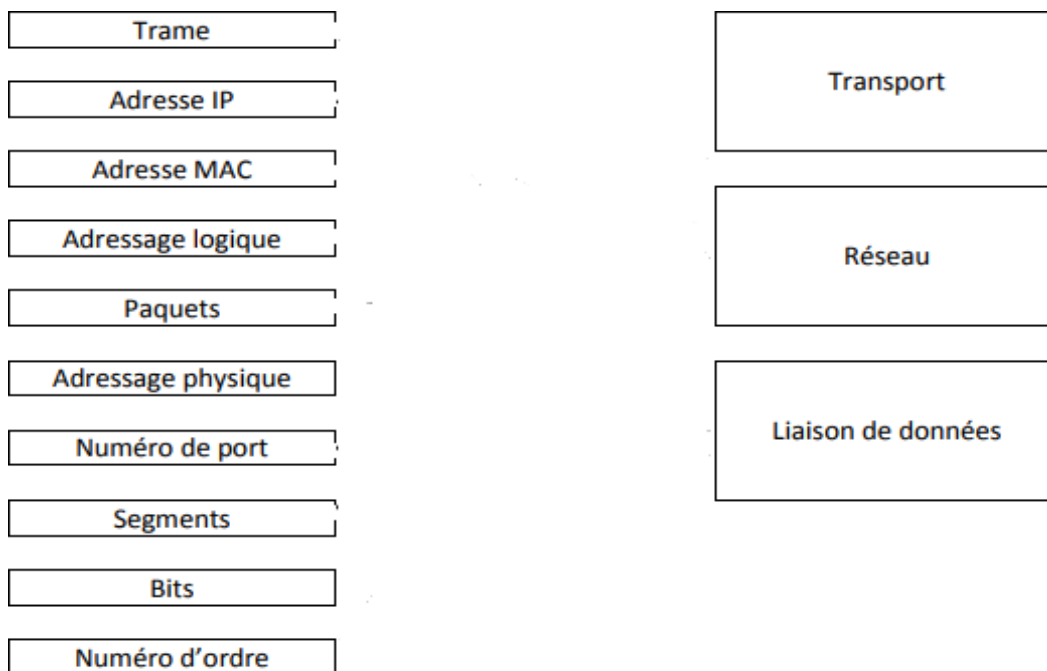 Trame
Adresse IP
Adresse MAC
Adressage logique
Paquets
Adressage physique
Numéro de port
Segments
Bits
Numéro d’ordre
Transport
Réseau
Liaison de données